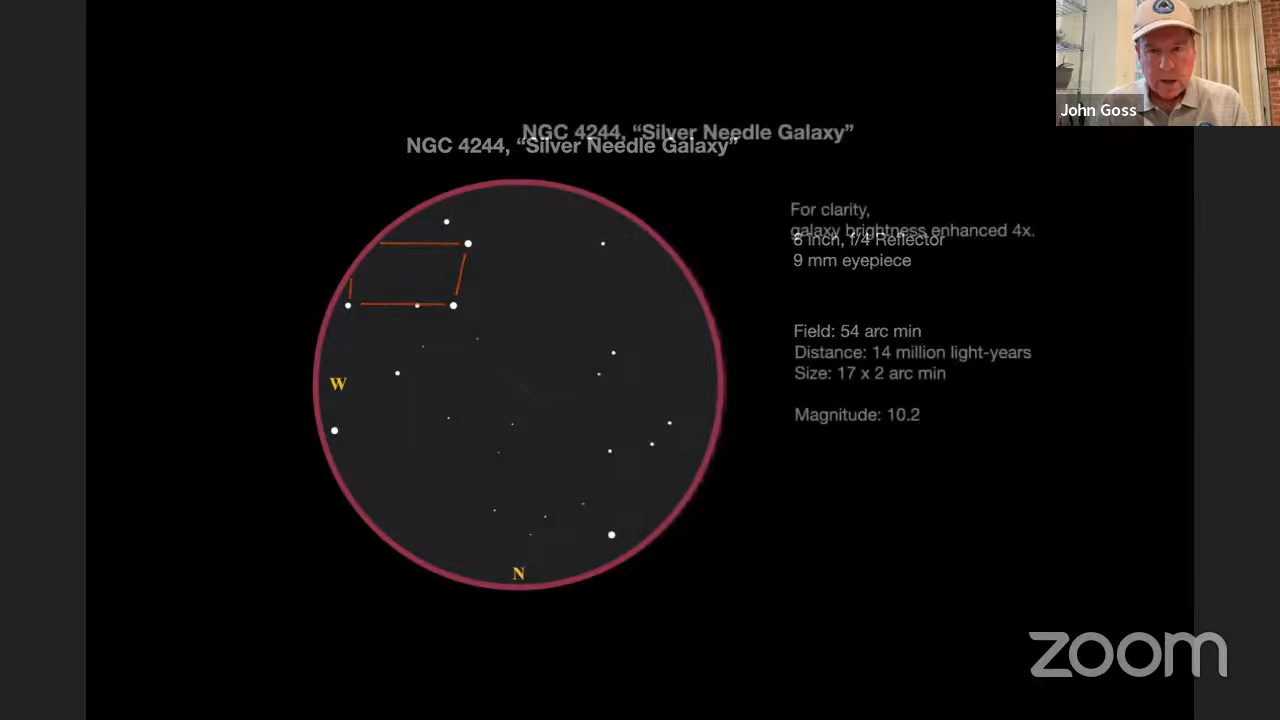 John Goss
NGC 4244, “Silver Needle Galaxy”
NGC 4244, “Silver Needle Galaxy”
For clarity,
galaxy brightness enhanced 4x.
8 inch, f/4 Reflector
9 mm eyepiece
Field: 54 arc min
Distance: 14 million light-years
Size: 17 x 2 arc min
W
Magnitude: 10.2
N
zoom